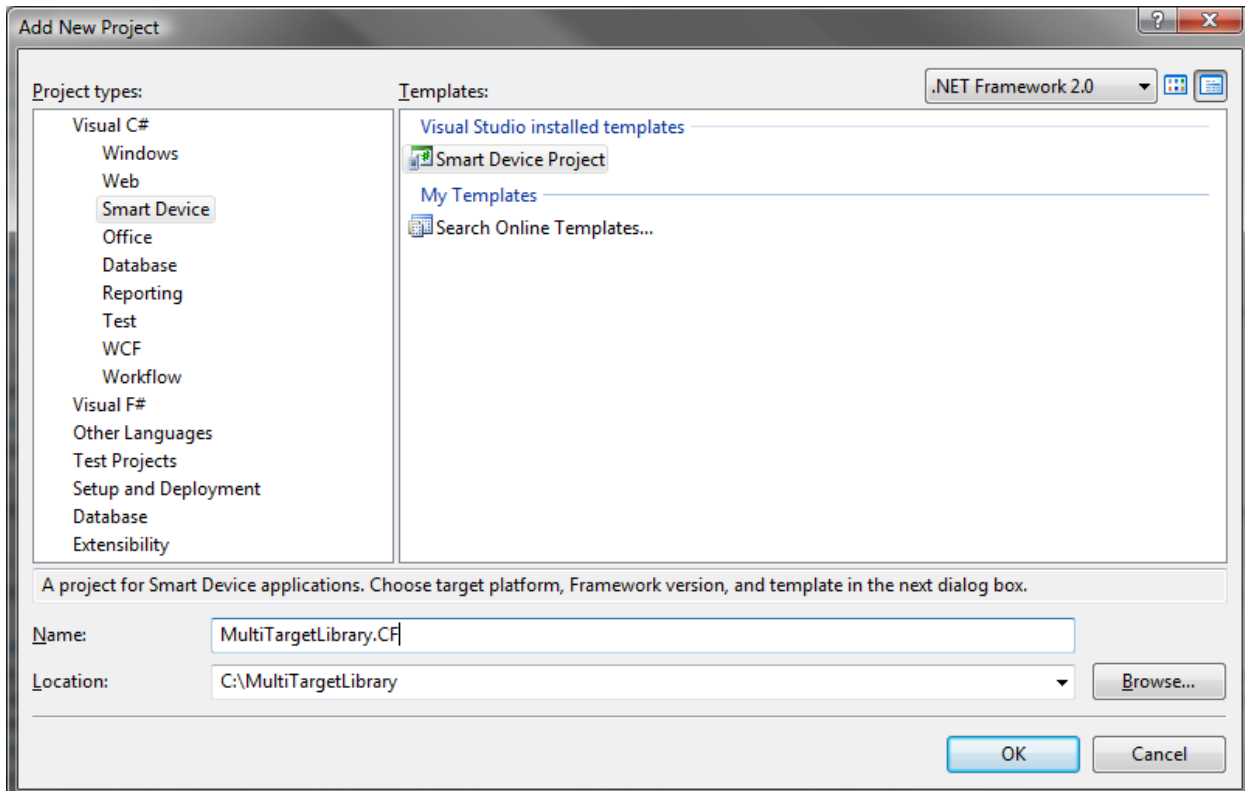 Add New Project
?
X
Project types:
Templates:
.NET Framework 2.0
Visual C#
Windows
Web
Smart Device
Office
Database
Reporting
Test
WCF
Workflow
Visual F#
Other Languages
Test Projects
Setup and Deployment
Database
Extensibility
Visual Studio installed templates
Smart Device Project
My Templates
Search Online Templates...
A project for Smart Device applications. Choose target platform, Framework version, and template in the next dialog box.
Name:
MultiTargetLibrary.CF
Location:
C:\MultiTargetLibrary
Browse...
OK
Cancel